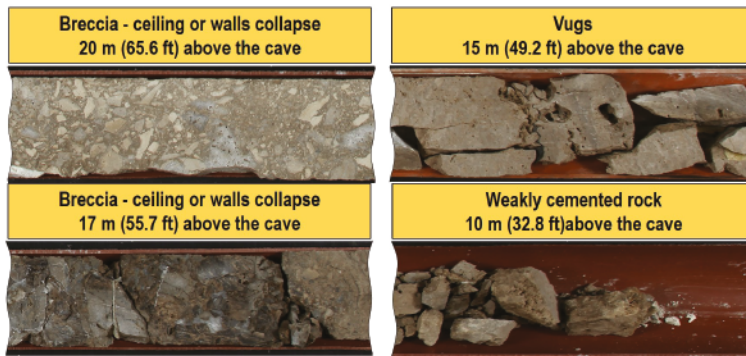 Breccia - ceiling or walls collapse
20 m (65.6 ft) above the cave
Vugs
15 m (49.2 ft) above the cave
Breccia - ceiling or walls collapse
17 m (55.7 ft) above the cave
Weakly cemented rock
10 m (32.8 ft)above the cave